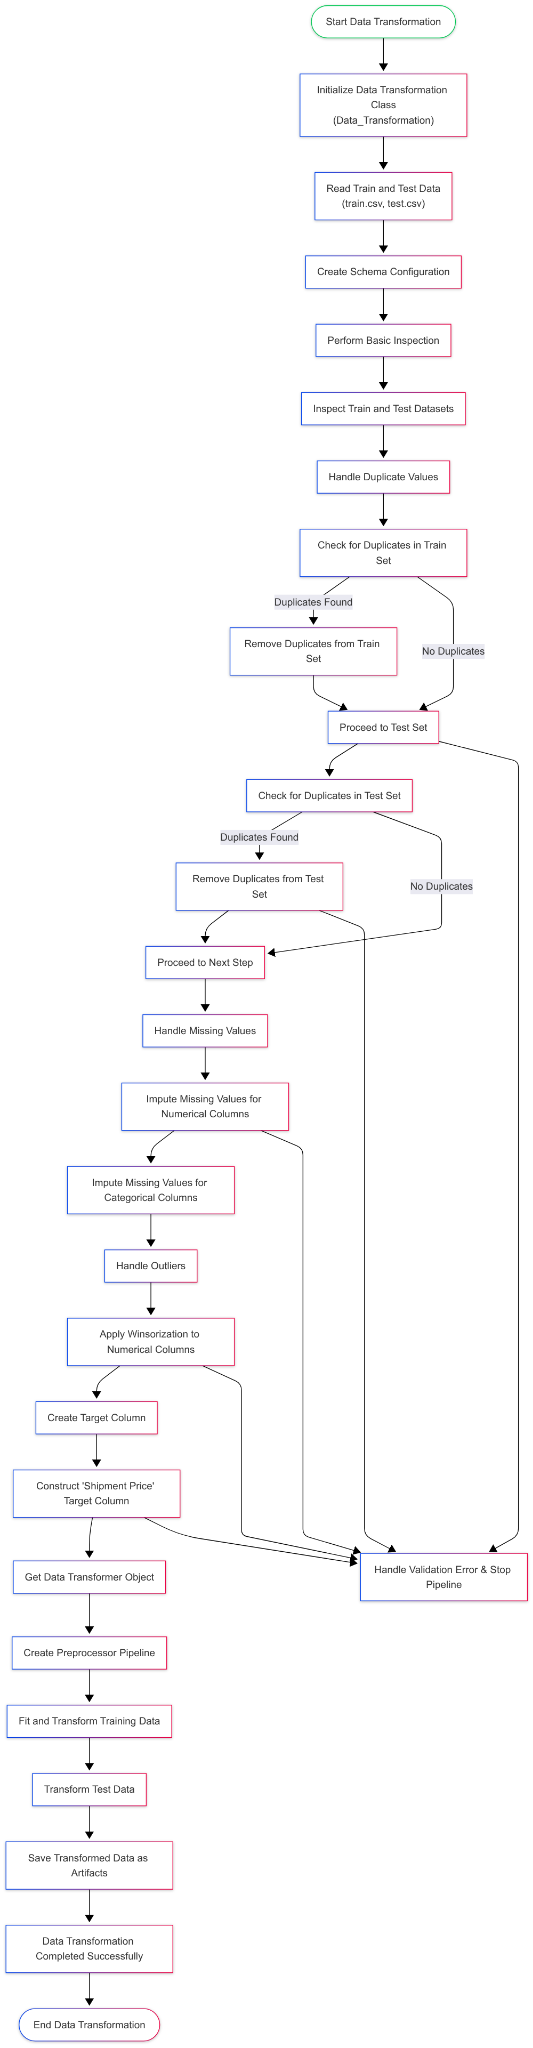 Start Data Transformation
Initialize Data Transformation
Class
(Data_Transformation)
Read Train and Test Data
(train.csv, test.csv)
Create Schema Configuration
Perform Basic Inspection
Inspect Train and Test Datasets
Handle Duplicate Values
Check for Duplicates in Train
Set
Duplicates Found
Remove Duplicates from Train
Set
No Duplicates
Proceed to Test Set
Check for Duplicates in Test Set
Duplicates Found
Remove Duplicates from Test
Set
No Duplicates
Proceed to Next Step
Handle Missing Values
Impute Missing Values for
Numerical Columns
Impute Missing Values for
Categorical Columns
Handle Outliers
Apply Winsorization to
Numerical Columns
Create Target Column
Construct 'Shipment Price'
Target Column
Get Data Transformer Object
Handle Validation Error & Stop
Pipeline
Create Preprocessor Pipeline
Fit and Transform Training Data
Transform Test Data
Save Transformed Data as
Artifacts
Data Transformation
Completed Successfully
End Data Transformation